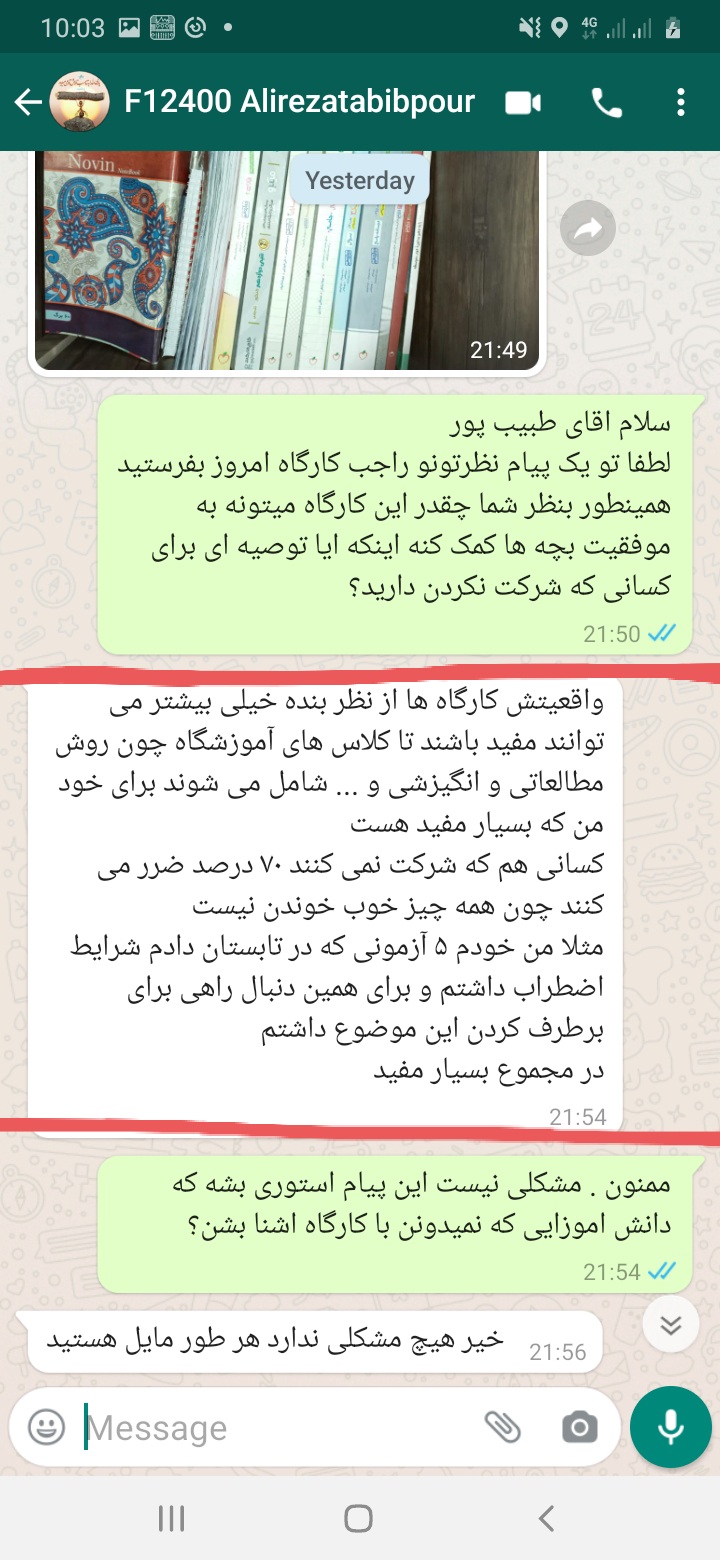 10:03
4G
F12400 Alirezatabibpour
Novin NoteBook
Yesterday
۶۰ برگ
21:49
سلام اقای طبیب پور
لطفا تو یک پیام نظرتونو راجب کارگاه امروز بفرستید
همینطور بنظر شما چقدر این کارگاه میتونه به
موفقیت بچه ها کمک کنه اینکه ایا توصیه ای برای
کسانی که شرکت نکردن دارید؟
21:50
واقعیتش کارگاه ها از نظر بنده خیلی بیشتر می
توانند مفید باشند تا کلاس های آموزشگاه چون روش
مطالعاتی و انگیزشی و ... شامل می شوند برای خود
من که بسیار مفید هست
کسانی هم که شرکت نمی کنند ۷۰ درصد ضرر می
کنند چون همه چیز خوب خوندن نیست
مثلا من خودم ۵ آزمونی که در تابستان دادم شرایط
اضطراب داشتم و برای همین دنبال راهی برای
برطرف کردن این موضوع داشتم
در مجموع بسیار مفید
21:54
ممنون . مشکلی نیست این پیام استوری بشه که
دانش اموزایی که نمیدونن با کارگاه اشنا بشن؟
21:54
خیر هیچ مشکلی ندارد هر طور مایل هستید
21:56
Message